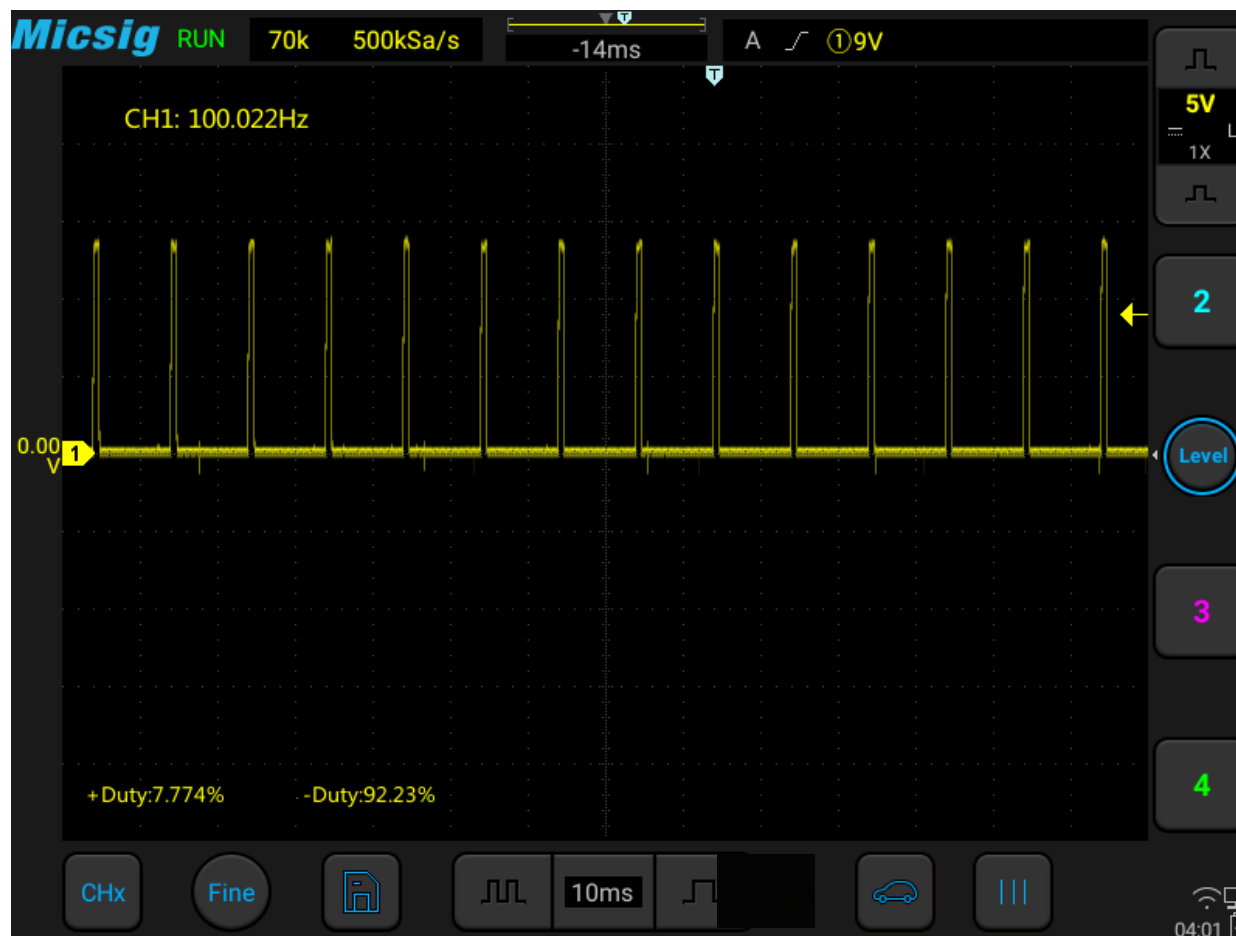 Micsig RUN 70k 500kSa/s -14ms A ①9V
T
T
CH1: 100.022Hz
5V
L
1X
2
0.00
V
1
Level
3
4
+Duty:7.774% -Duty:92.23%
CHx Fine 10ms
04:01